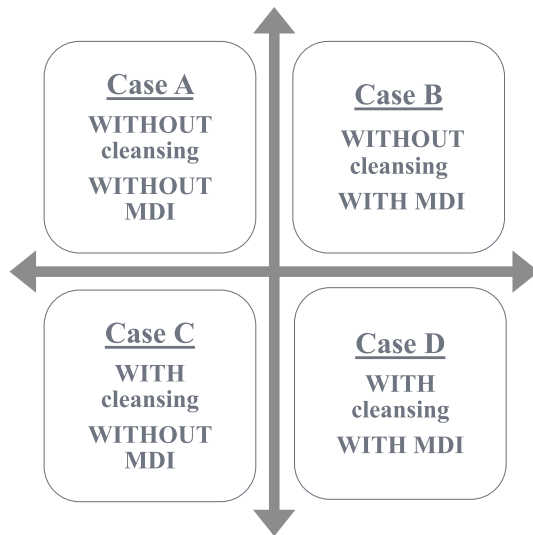 Case A
WITHOUT
cleansing
WITHOUT
MDI
Case B
WITHOUT
cleansing
WITH MDI
Case C
WITH
cleansing
WITHOUT
MDI
Case D
WITH
cleansing
WITH MDI